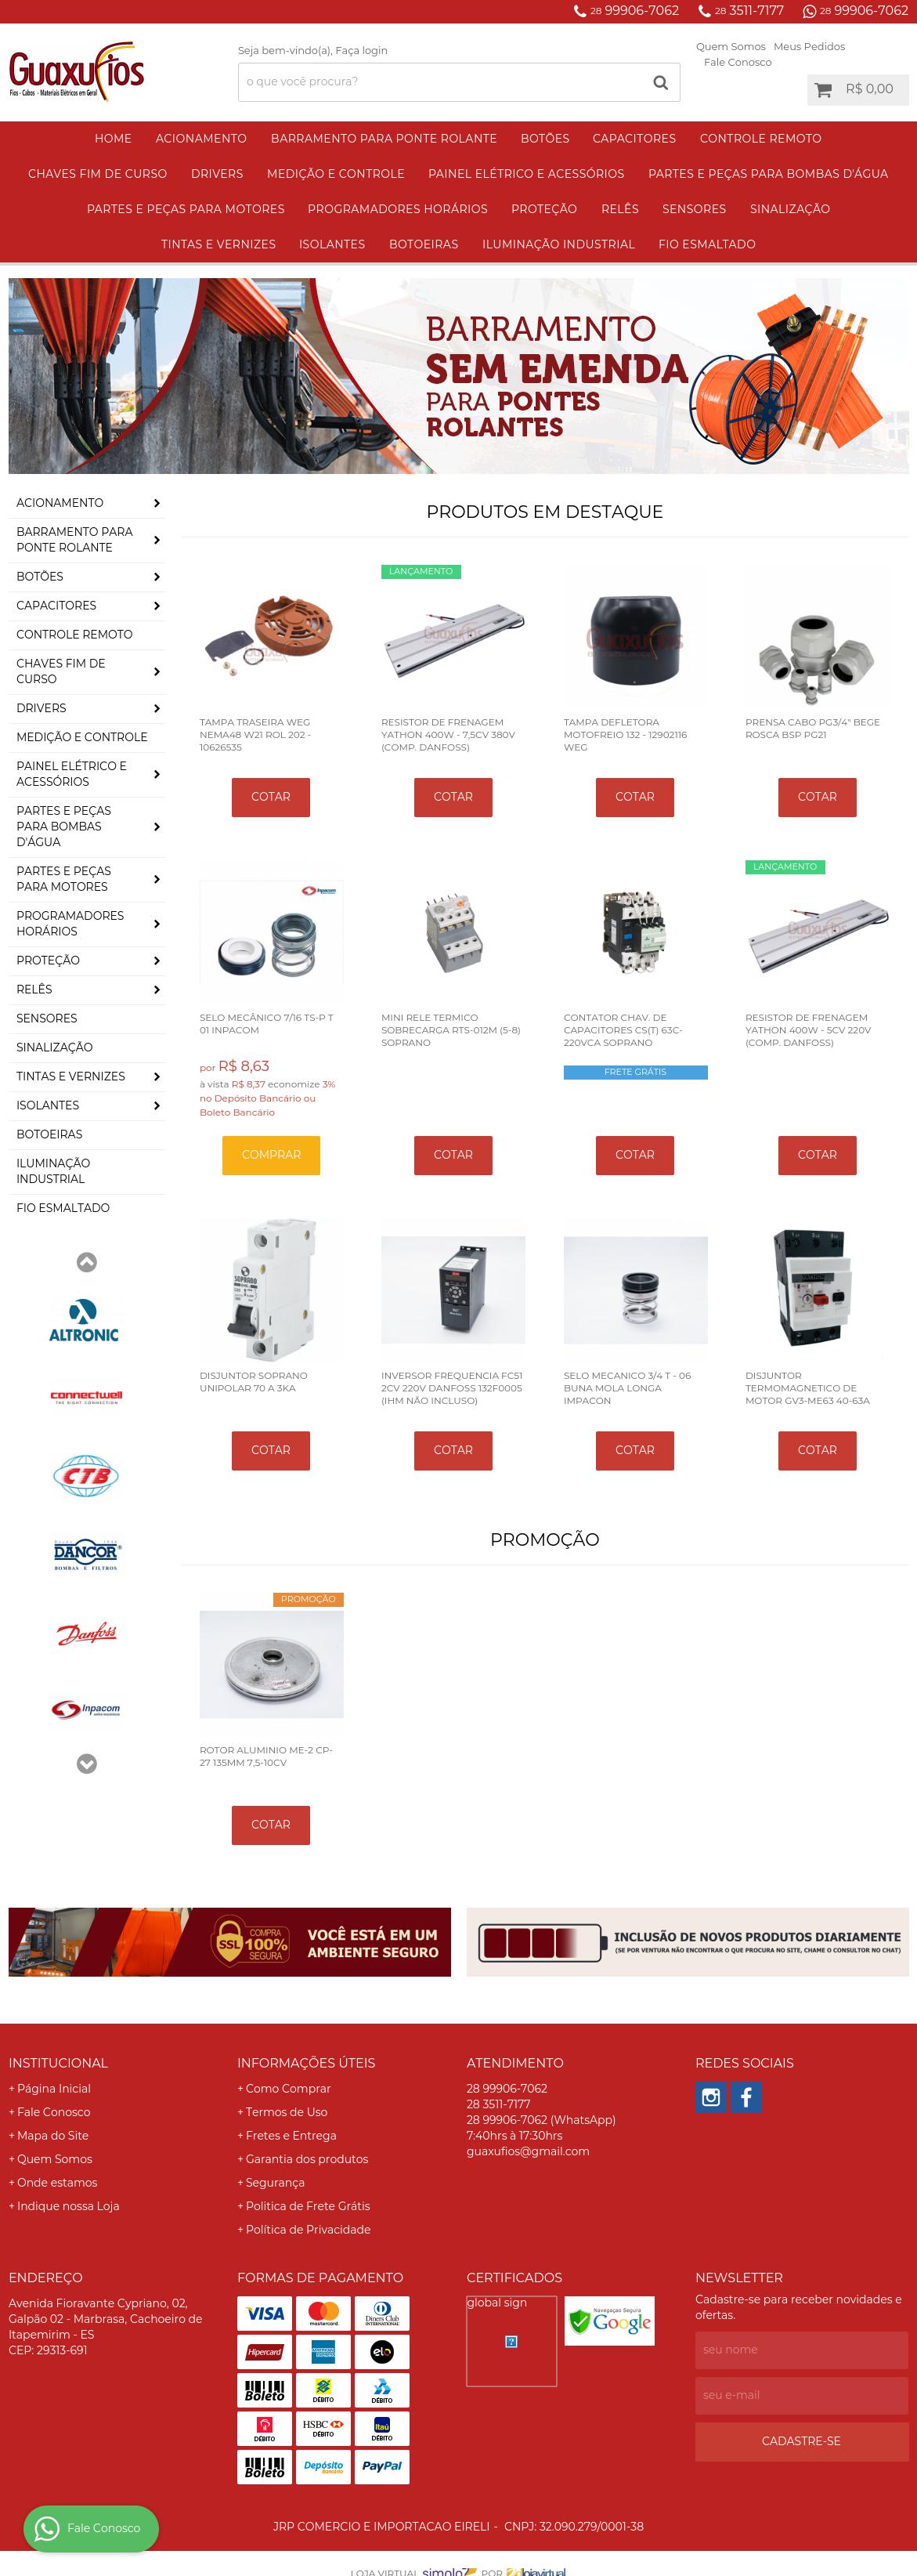 28 99906-7062 28 3511-7177 28 99906-7062
Guaxufios
Fios - Cabos - Materiais Elétricos em Geral
Seja bem-vindo(a), Faça login
o que você procura?
Quem Somos Meus Pedidos
Fale Conosco
R$ 0,00
HOME ACIONAMENTO BARRAMENTO PARA PONTE ROLANTE BOTÕES CAPACITORES CONTROLE REMOTO
CHAVES FIM DE CURSO DRIVERS MEDIÇÃO E CONTROLE PAINEL ELÉTRICO E ACESSÓRIOS PARTES E PEÇAS PARA BOMBAS D'ÁGUA
PARTES E PEÇAS PARA MOTORES PROGRAMADORES HORÁRIOS PROTEÇÃO RELÊS SENSORES SINALIZAÇÃO
TINTAS E VERNIZES ISOLANTES BOTOEIRAS ILUMINAÇÃO INDUSTRIAL FIO ESMALTADO
BARRAMENTO
SEM EMENDA
PARA PONTES
ROLANTES
ACIONAMENTO
BARRAMENTO PARA
PONTE ROLANTE
BOTÕES
CAPACITORES
CONTROLE REMOTO
CHAVES FIM DE
CURSO
DRIVERS
MEDIÇÃO E CONTROLE
PAINEL ELÉTRICO E
ACESSÓRIOS
PARTES E PEÇAS
PARA BOMBAS
D'ÁGUA
PARTES E PEÇAS
PARA MOTORES
PROGRAMADORES
HORÁRIOS
PROTEÇÃO
RELÊS
SENSORES
SINALIZAÇÃO
TINTAS E VERNIZES
ISOLANTES
BOTOEIRAS
ILUMINAÇÃO
INDUSTRIAL
FIO ESMALTADO
ALTRONIC
connectwell
THE RIGHT CONNECTION
CTB
DANCOR
BOMBAS E FILTROS
Danfoss
Inpacom
PRODUTOS EM DESTAQUE
TAMPA TRASEIRA WEG
NEMA48 W21 ROL 202 -
10626535
COTAR
LANÇAMENTO
RESISTOR DE FRENAGEM
YATHON 400W - 7,5CV 380V
(COMP. DANFOSS)
COTAR
TAMPA DEFLETORA
MOTOFREIO 132 - 12902116
WEG
COTAR
PRENSA CABO PG3/4" BEGE
ROSCA BSP PG21
COTAR
Inpacom
SELO MECÂNICO 7/16 TS-P T
01 INPACOM
por R$ 8,63
à vista R$ 8,37 economize 3%
no Depósito Bancário ou
Boleto Bancário
COMPRAR
MINI RELE TERMICO
SOBRECARGA RTS-012M (5-8)
SOPRANO
COTAR
CONTATOR CHAV. DE
CAPACITORES CS(T) 63C-
220VCA SOPRANO
FRETE GRÁTIS
COTAR
LANÇAMENTO
RESISTOR DE FRENAGEM
YATHON 400W - 5CV 220V
(COMP. DANFOSS)
COTAR
SOPRANO
DISJUNTOR SOPRANO
UNIPOLAR 70 A 3KA
COTAR
INVERSOR FREQUENCIA FC51
2CV 220V DANFOSS 132F0005
(IHM NÃO INCLUSO)
COTAR
SELO MECANICO 3/4 T - 06
BUNA MOLA LONGA
IMPACON
COTAR
DISJUNTOR
TERMOMAGNETICO DE
MOTOR GV3-ME63 40-63A
COTAR
PROMOÇÃO
PROMOÇÃO
ROTOR ALUMINIO ME-2 CP-
27 135MM 7,5-10CV
COTAR
COMPRA
SSL 100%
SEGURA
VOCÊ ESTÁ EM UM
AMBIENTE SEGURO
INCLUSÃO DE NOVOS PRODUTOS DIARIAMENTE
(SE POR VENTURA NÃO ENCONTRAR O QUE PROCURA NO SITE, CHAME O CONSULTOR NO CHAT)
INSTITUCIONAL
+ Página Inicial
+ Fale Conosco
+ Mapa do Site
+ Quem Somos
+ Onde estamos
+ Indique nossa Loja
INFORMAÇÕES ÚTEIS
+ Como Comprar
+ Termos de Uso
+ Fretes e Entrega
+ Garantia dos produtos
+ Segurança
+ Politica de Frete Grátis
+ Política de Privacidade
ATENDIMENTO
28 99906-7062
28 3511-7177
28 99906-7062 (WhatsApp)
7:40hrs à 17:30hrs
guaxufios@gmail.com
REDES SOCIAIS
ENDEREÇO
Avenida Fioravante Cypriano, 02,
Galpão 02 - Marbrasa, Cachoeiro de
Itapemirim - ES
CEP: 29313-691
FORMAS DE PAGAMENTO
VISA mastercard Diners Club INTERNATIONAL
Hipercard AMERICAN EXPRESS elo
Boleto DÉBITO DÉBITO
DÉBITO HSBC DÉBITO Itaú DÉBITO
Boleto Depósito Bancário PayPal
CERTIFICADOS
global sign
Navegação Segura
Google
NEWSLETTER
Cadastre-se para receber novidades e
ofertas.
seu nome
seu e-mail
CADASTRE-SE
Fale Conosco
JRP COMERCIO E IMPORTACAO EIRELI - CNPJ: 32.090.279/0001-38
LOJA VIRTUAL simplo7 POR lojavirtual